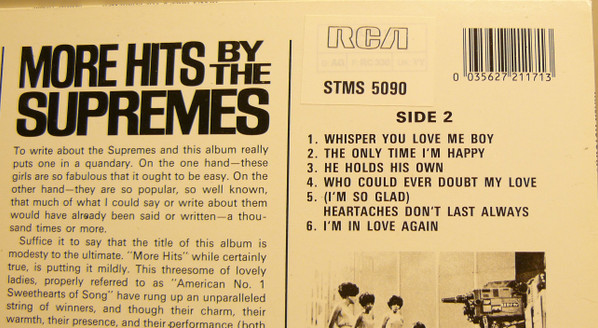 MORE HITS BY THE
SUPREMES
To write about the Supremes and this album really
puts one in a quandary. On the one hand—these
girls are so fabulous that it ought to be easy. On the
other hand—they are so popular, so well known,
that much of what I could say or write about them
would have already been said or written—a thou-
sand times or more.
Suffice it to say that the title of this album is
modesty to the ultimate. "More Hits" while certainly
true, is putting it mildly. This threesome of lovely
ladies, properly referred to as "American No. 1
Sweethearts of Song" have rung up an unparalleled
string of winners, and though their charm, their
warmth, their presence, and their performance (both
RCA
STMS 5090
0 035627 211713
SIDE 2
1. WHISPER YOU LOVE ME BOY
2. THE ONLY TIME I'M HAPPY
3. HE HOLDS HIS OWN
4. WHO COULD EVER DOUBT MY LOVE
5. (I'M SO GLAD)
HEARTACHES DON'T LAST ALWAYS
6. I'M IN LOVE AGAIN